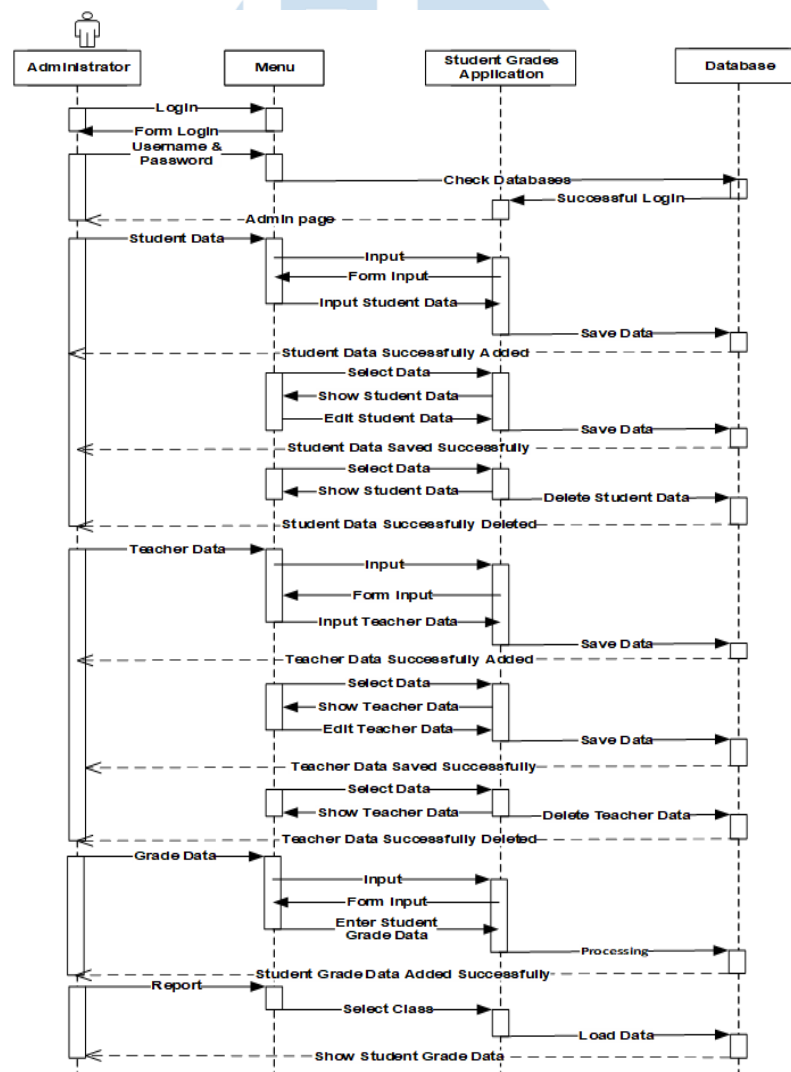 Administrator
Menu
Student Grades
Application
Database
Login
Form Login
Username &
Password
Check Databases
Successful Login
Admin page
Student Data
Input
Form Input
Input Student Data
Save Data
Student Data Successfully Added
Select Data
Show Student Data
Edit Student Data
Save Data
Student Data Saved Successfully
Select Data
Show Student Data
Delete Student Data
Student Data Successfully Deleted
Teacher Data
Input
Form Input
Input Teacher Data
Save Data
Teacher Data Successfully Added
Select Data
Show Teacher Data
Edit Teacher Data
Save Data
Teacher Data Saved Successfully
Select Data
Show Teacher Data
Delete Teacher Data
Teacher Data Successfully Deleted
Grade Data
Input
Form Input
Enter Student
Grade Data
Processing
Student Grade Data Added Successfully
Report
Select Class
Load Data
Show Student Grade Data